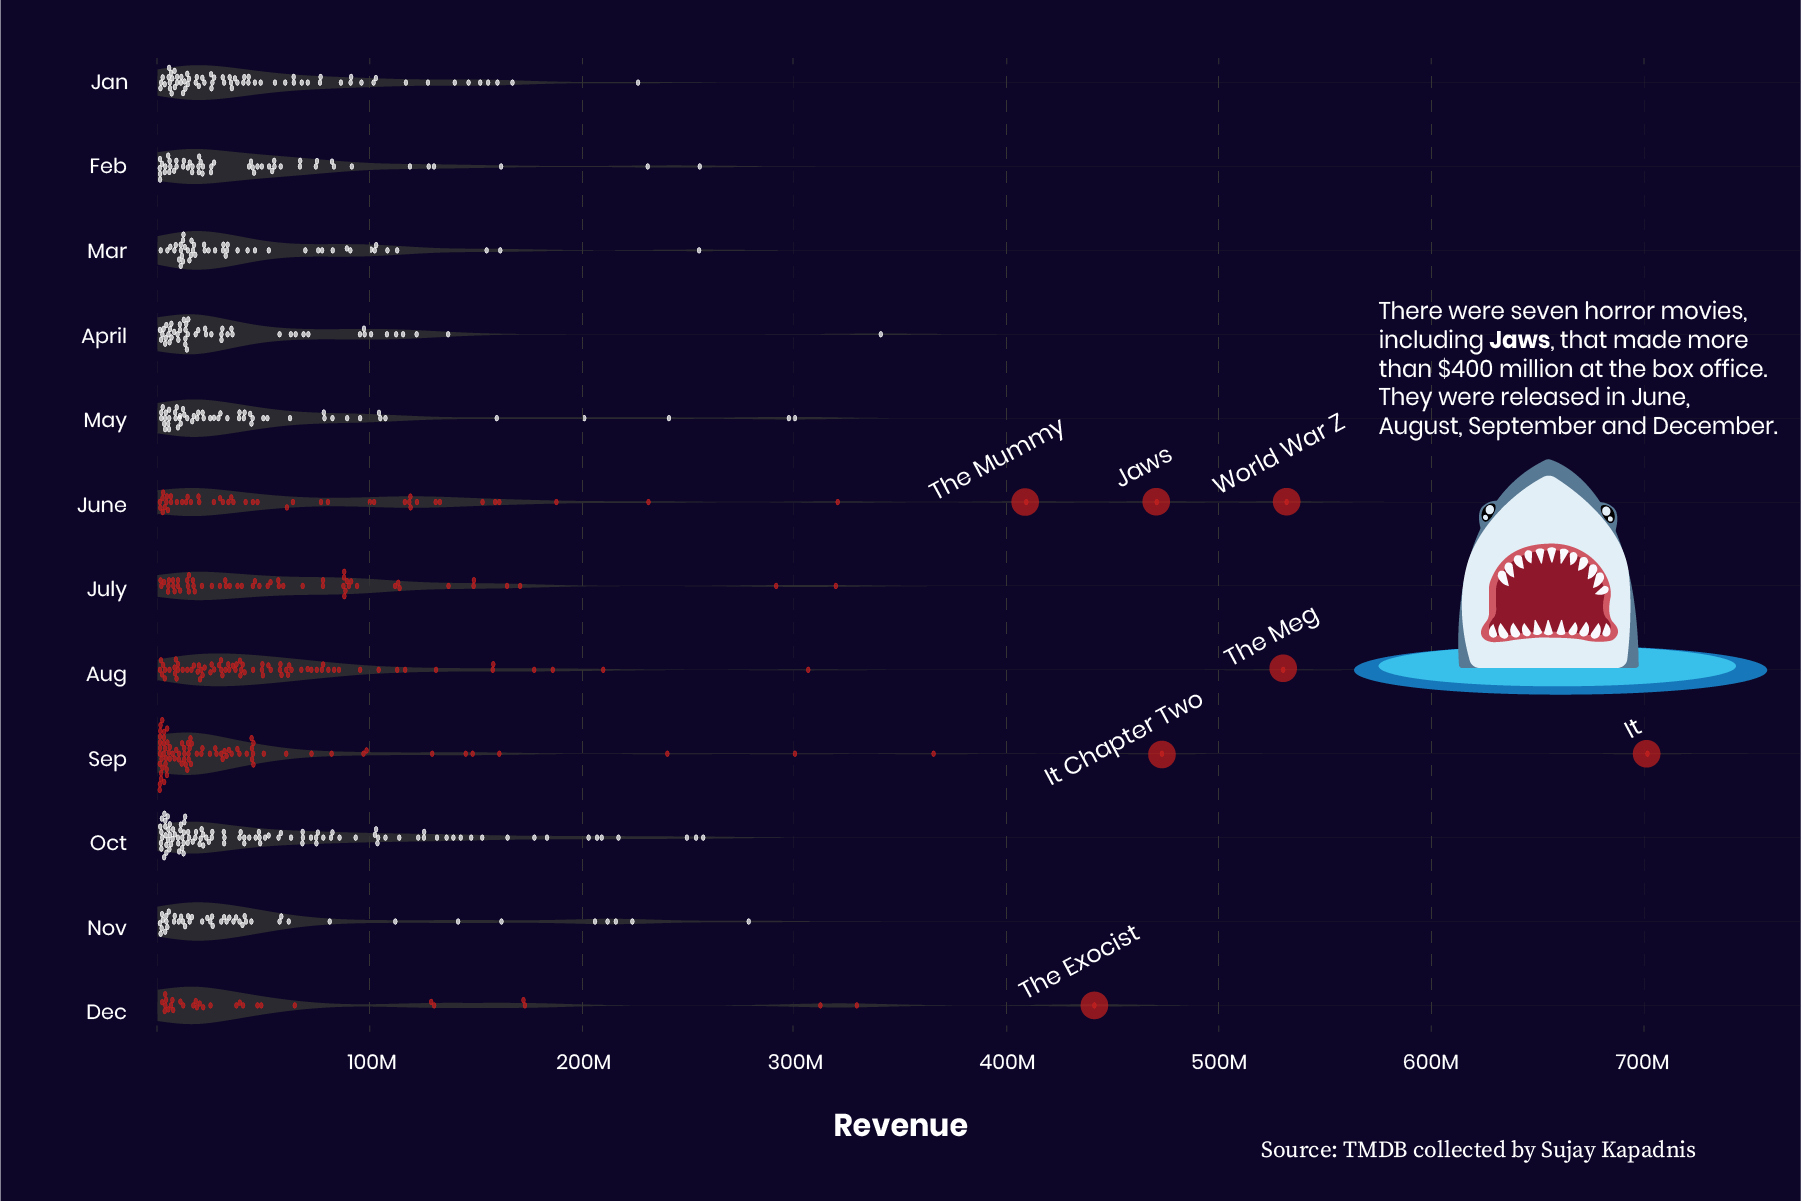 Jan
Feb
Mar
April
May
June
July
Aug
Sep
Oct
Nov
Dec
There were seven horror movies,
including Jaws, that made more
than $400 million at the box office.
They were released in June,
August, September and December.
The Mummy
Jaws
World War Z
The Meg
It Chapter Two
It
The Exocist
100M 200M 300M 400M 500M 600M 700M
Revenue
Source: TMDB collected by Sujay Kapadnis